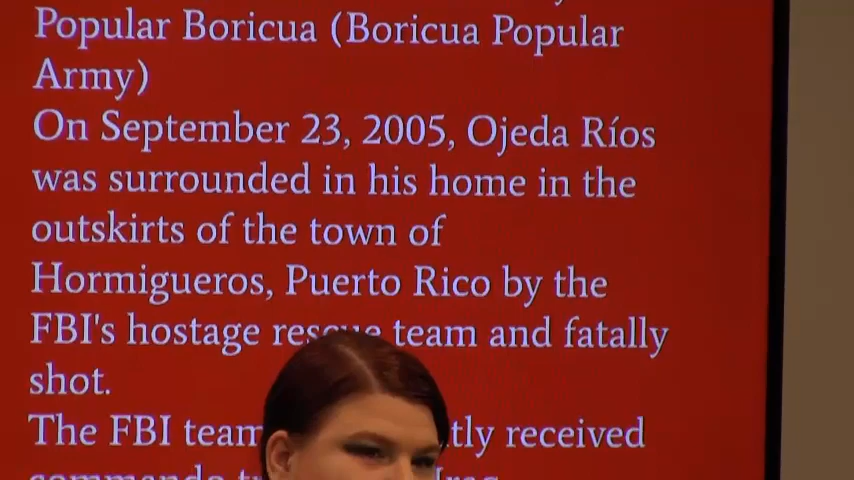 Popular Boricua (Boricua Popular
Army)
On September 23, 2005, Ojeda Ríos
was surrounded in his home in the
outskirts of the town of
Hormigueros, Puerto Rico by the
FBI's hostage rescue team and fatally
shot.
The FBI team received
commando